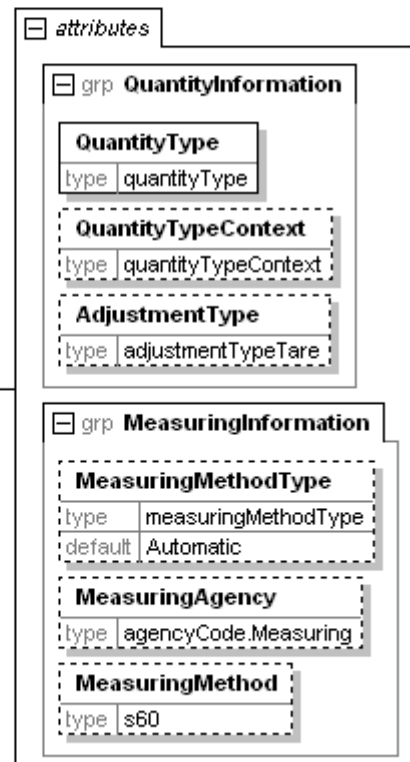 attributes
grp QuantityInformation
QuantityType
type quantityType
QuantityTypeContext
type quantityTypeContext
AdjustmentType
type adjustmentTypeTare
grp MeasuringInformation
MeasuringMethodType
type measuringMethodType
default Automatic
MeasuringAgency
type agencyCode.Measuring
MeasuringMethod
type s60